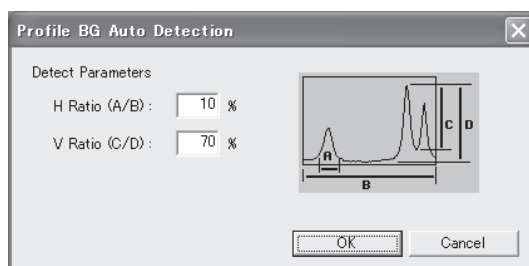 Profile BG Auto Detection
Detect Parameters
H Ratio (A/B) : 10 %
V Ratio (C/D) : 70 %
A
B
C D
OK Cancel